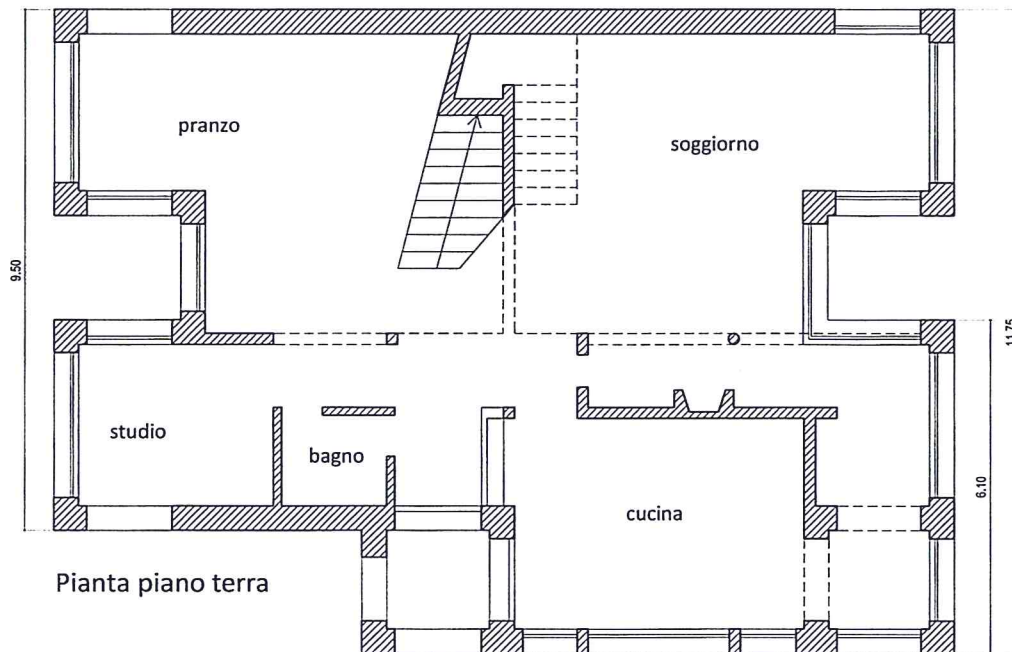 pranzo
soggiorno
9.50
11.75
studio
bagno
cucina
6.10
Pianta piano terra